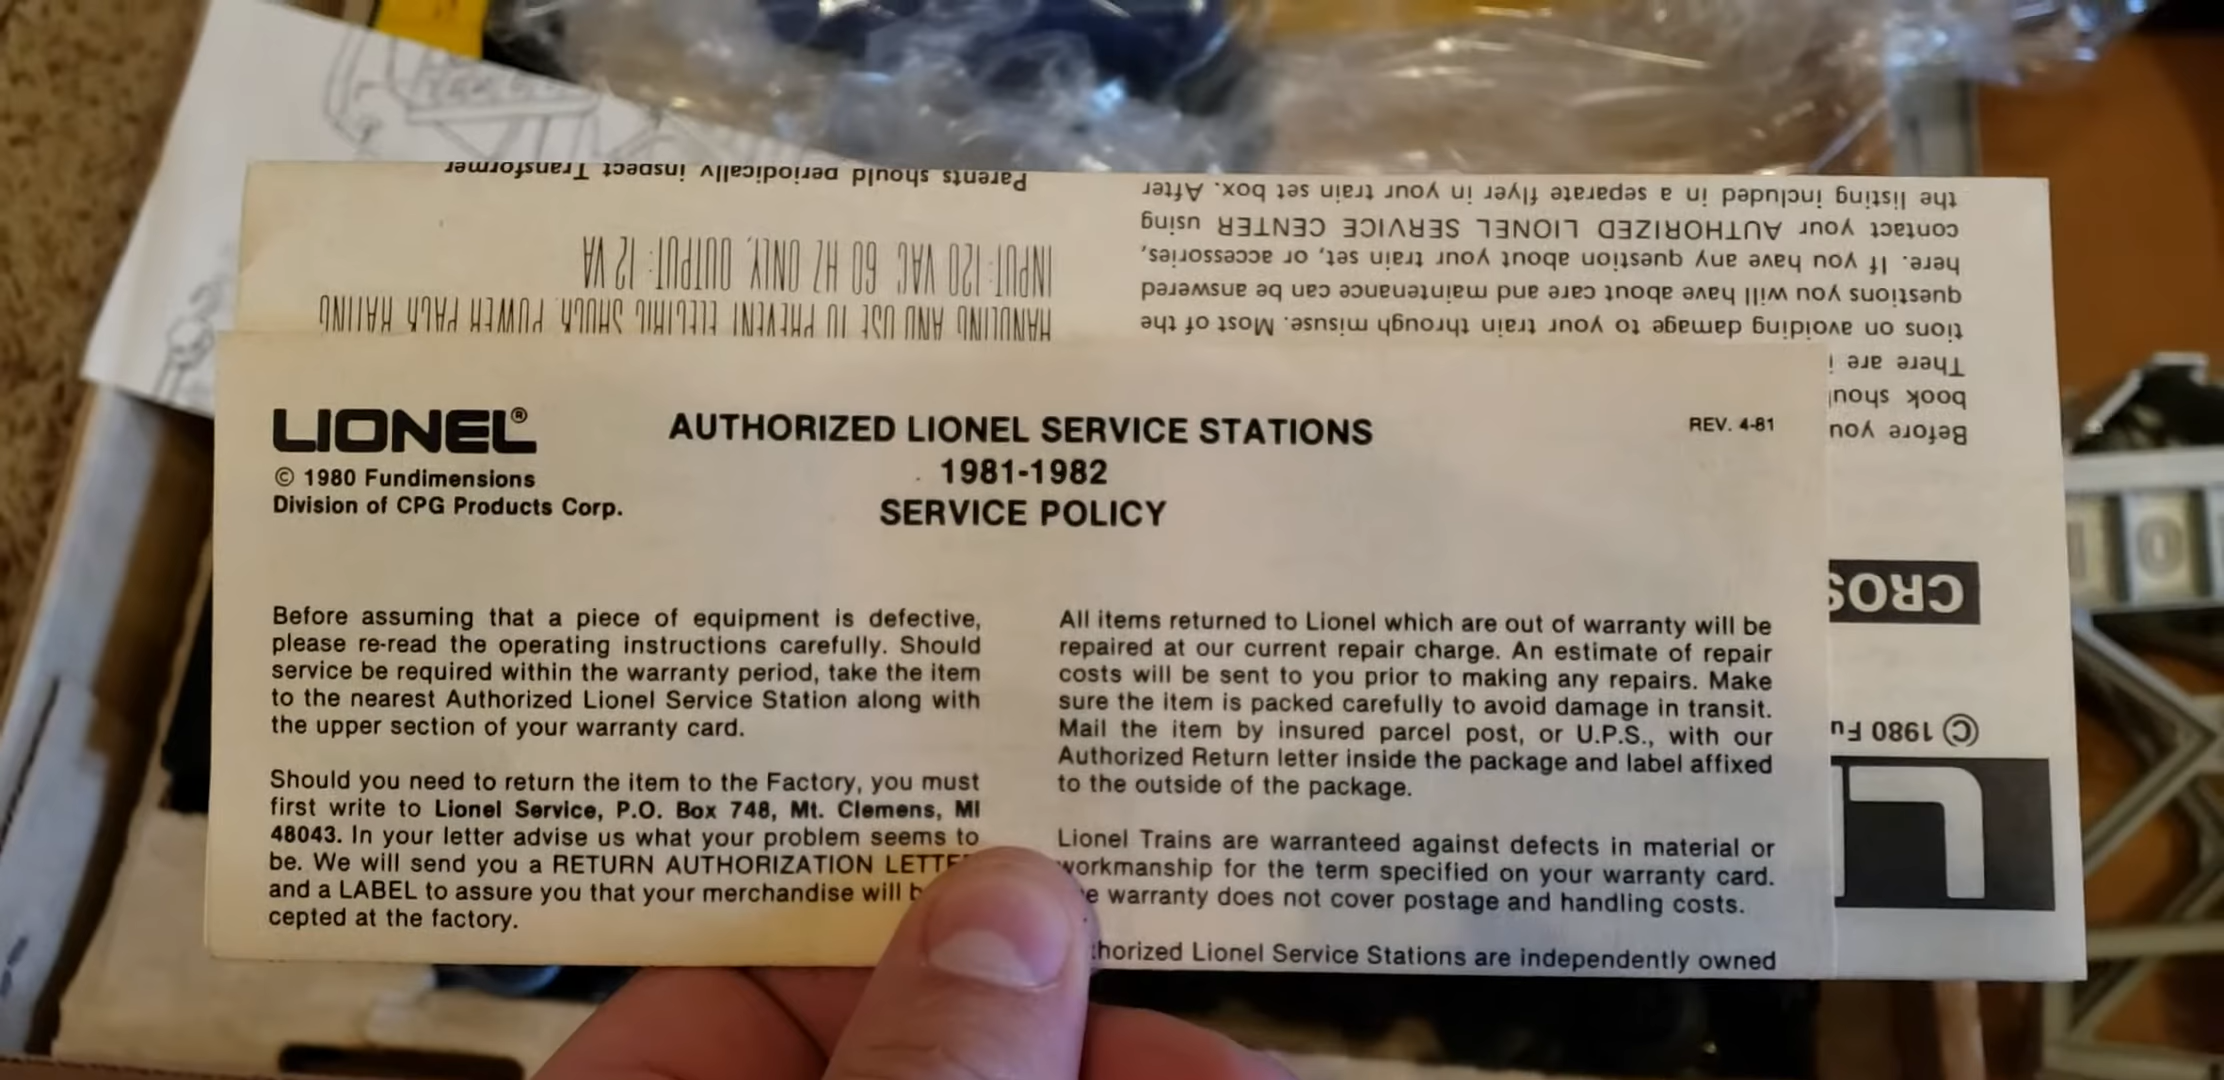 LIONEL®
© 1980 Fundimensions
Division of CPG Products Corp.
AUTHORIZED LIONEL SERVICE STATIONS
1981-1982
SERVICE POLICY
REV. 4-81
Before assuming that a piece of equipment is defective,
please re-read the operating instructions carefully. Should
service be required within the warranty period, take the item
to the nearest Authorized Lionel Service Station along with
the upper section of your warranty card.
Should you need to return the item to the Factory, you must
first write to Lionel Service, P.O. Box 748, Mt. Clemens, MI
48043. In your letter advise us what your problem seems to
be. We will send you a RETURN AUTHORIZATION
and a LABEL to assure you that your merchandise will
cepted at the factory.
All items returned to Lionel which are out of warranty will be
repaired at our current repair charge. An estimate of repair
costs will be sent to you prior to making any repairs. Make
sure the item is packed carefully to avoid damage in transit.
Mail the item by insured parcel post, or U.P.S., with our
Authorized Return letter inside the package and label affixed
to the outside of the package.
Lionel Trains are warranteed against defects in material or
workmanship for the term specified on your warranty card.
warranty does not cover postage and handling costs.
Lionel Service Stations are independently owned
© 1980
CROS
Before you
book
There are
tions on avoiding damage to your train through misuse. Most of the
questions you will have about care and maintenance can be answered
here. If you have any question about your train set, or accessories,
contact your AUTHORIZED LIONEL SERVICE CENTER using
the listing included in a separate flyer in your train set box. After
HANDLING AND USE TO PREVENT ELECTRIC SHOCK. POWER PACK RATING
INPUT: 120 VAC, 60 HZ ONLY, OUTPUT: 12 VA
Parents should periodically inspect Transformer